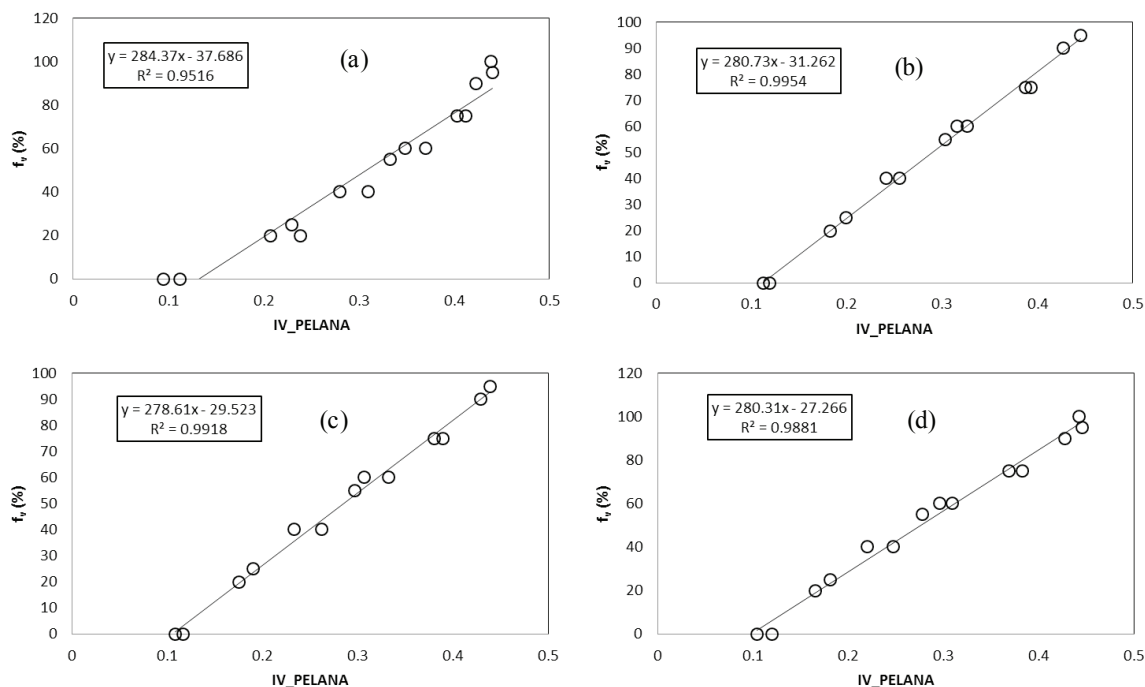 120
100
80
60
40
20
0
f_v (%)
y = 284.37x - 37.686
R² = 0.9516
(a)
0 0.1 0.2 0.3 0.4 0.5
IV_PELANA
100
90
80
70
60
50
40
30
20
10
0
f_v (%)
y = 280.73x - 31.262
R² = 0.9954
(b)
0 0.1 0.2 0.3 0.4 0.5
IV_PELANA
100
90
80
70
60
50
40
30
20
10
0
f_v (%)
y = 278.61x - 29.523
R² = 0.9918
(c)
0 0.1 0.2 0.3 0.4 0.5
IV_PELANA
120
100
80
60
40
20
0
f_v (%)
y = 280.31x - 27.266
R² = 0.9881
(d)
0 0.1 0.2 0.3 0.4 0.5
IV_PELANA